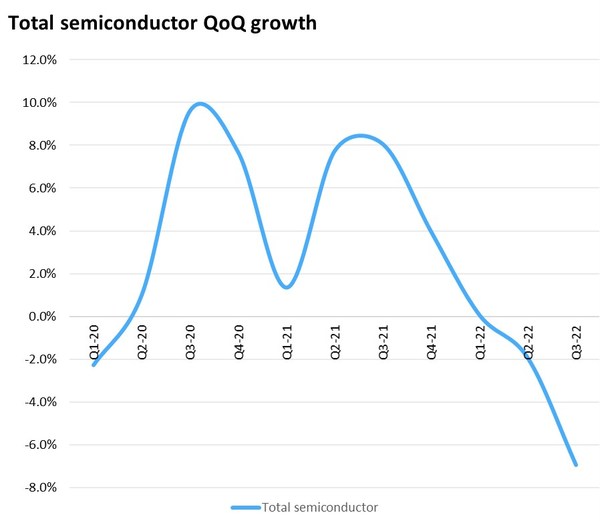 Total semiconductor QoQ growth
12.0%
10.0%
8.0%
6.0%
4.0%
2.0%
0.0%
-2.0%
-4.0%
-6.0%
-8.0%
Q1-20
Q2-20
Q3-20
Q4-20
Q1-21
Q2-21
Q3-21
Q4-21
Q1-22
Q2-22
Q3-22
Total semiconductor